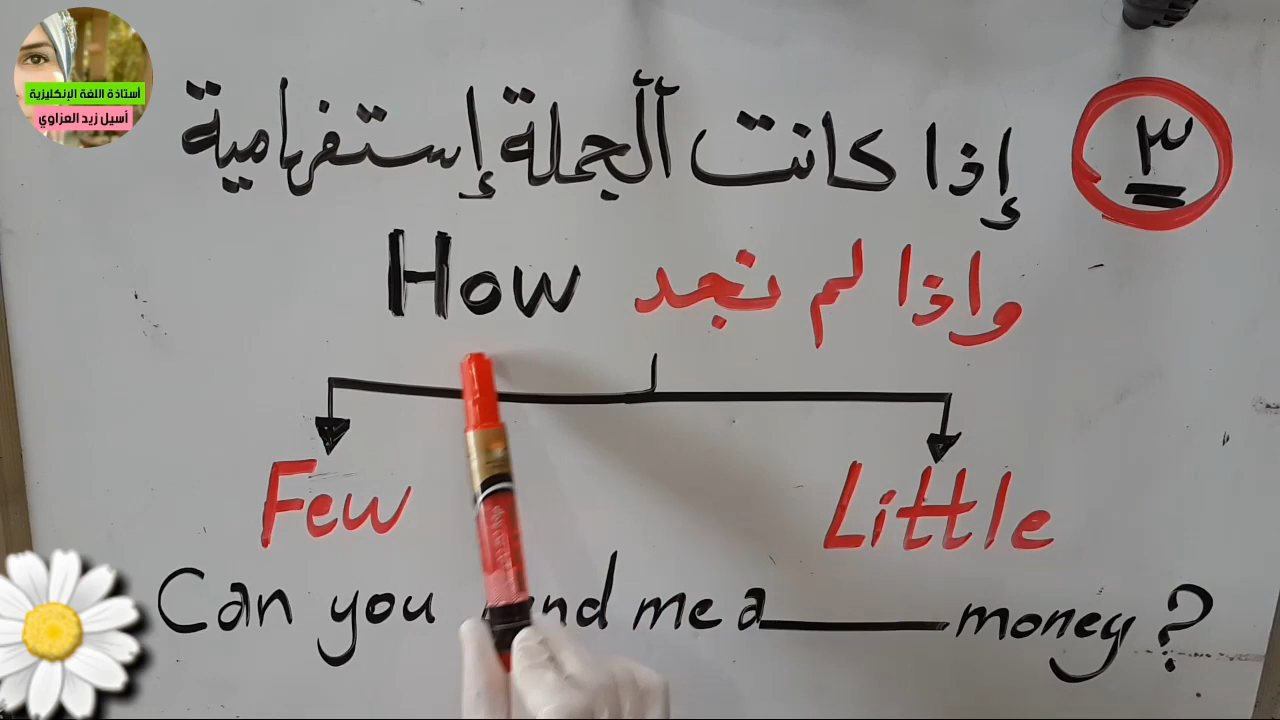 أستاذة اللغة الإنكليزية
أسيل زيد العزاوي
٣ إذا كانت الجملة إستفهامية
واذا لم نجد How
Few Little
Can you nd me a______ money ?